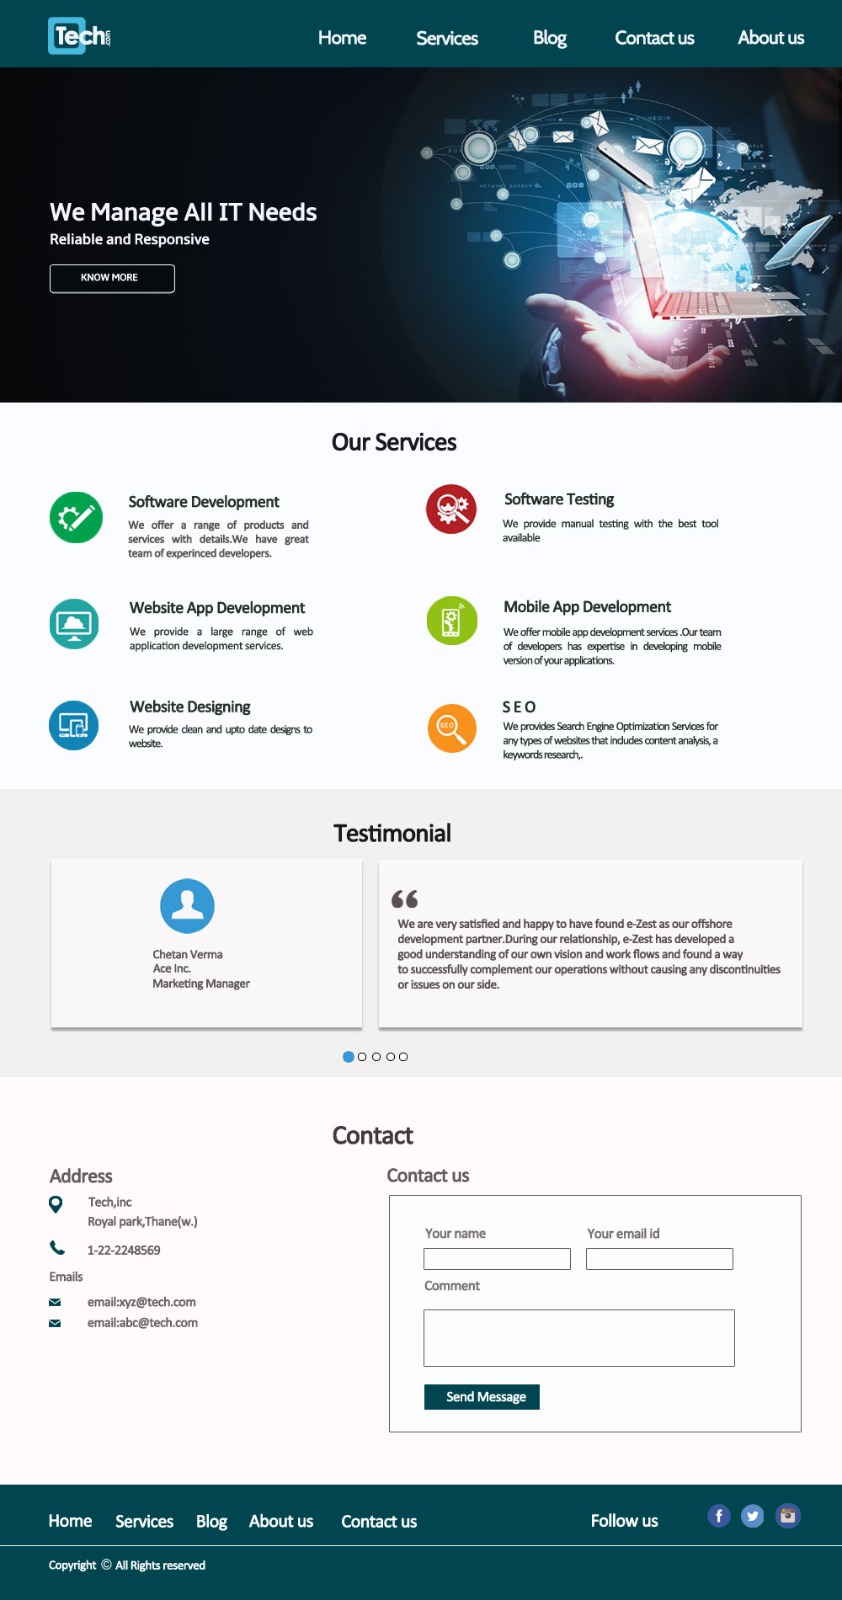 Tech.com
Home Services Blog Contact us About us
We Manage All IT Needs
Reliable and Responsive
KNOW MORE
MEDIA
Our Services
Software Development
We offer a range of products and
services with details.We have great
team of experinced developers.
Software Testing
We provide manual testing with the best tool
available
Website App Development
We provide a large range of web
application development services.
Mobile App Development
We offer mobile app development services .Our team
of developers has expertise in developing mobile
version of your applications.
Website Designing
We provide clean and upto date designs to
website.
SEO
S E O
We provides Search Engine Optimization Services for
any types of websites that includes content analysis, a
keywords research,.
Testimonial
Chetan Verma
Ace Inc.
Marketing Manager
“
We are very satisfied and happy to have found e-Zest as our offshore
development partner.During our relationship, e-Zest has developed a
good understanding of our own vision and work flows and found a way
to successfully complement our operations without causing any discontinuities
or issues on our side.
Contact
Address
Tech,inc
Royal park,Thane(w.)
1-22-2248569
Emails
email:xyz@tech.com
email:abc@tech.com
Contact us
Your name Your email id
Comment
Send Message
Home Services Blog About us Contact us Follow us f
Copyright © All Rights reserved